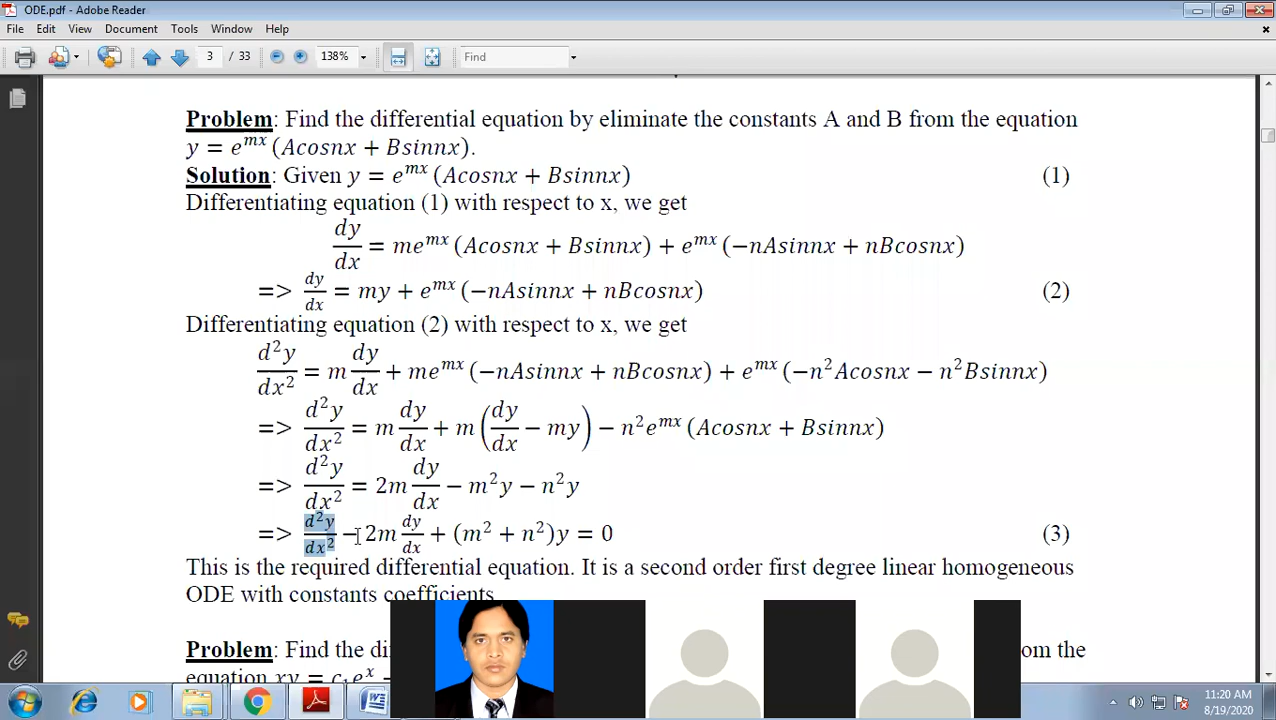 ODE.pdf - Adobe Reader
File Edit View Document Tools Window Help
3 / 33 138% Find
Problem: Find the differential equation by eliminate the constants A and B from the equation
y = e^{mx}(Acosnx + Bsinnx).
Solution: Given y = e^{mx}(Acosnx + Bsinnx) (1)
Differentiating equation (1) with respect to x, we get
dy/dx = me^{mx}(Acosnx + Bsinnx) + e^{mx}(−nAsinnx + nBcosnx)
=> dy/dx = my + e^{mx}(−nAsinnx + nBcosnx) (2)
Differentiating equation (2) with respect to x, we get
d²y/dx² = m dy/dx + me^{mx}(−nAsinnx + nBcosnx) + e^{mx}(−n²Acosnx − n²Bsinnx)
=> d²y/dx² = m dy/dx + m(dy/dx − my) − n²e^{mx}(Acosnx + Bsinnx)
=> d²y/dx² = 2m dy/dx − m²y − n²y
=> d²y/dx² − 2m dy/dx + (m² + n²)y = 0 (3)
This is the required differential equation. It is a second order first degree linear homogeneous
ODE with constants coefficients
Problem: Find the di om the
equation xy = c₁e^x
11:20 AM
8/19/2020